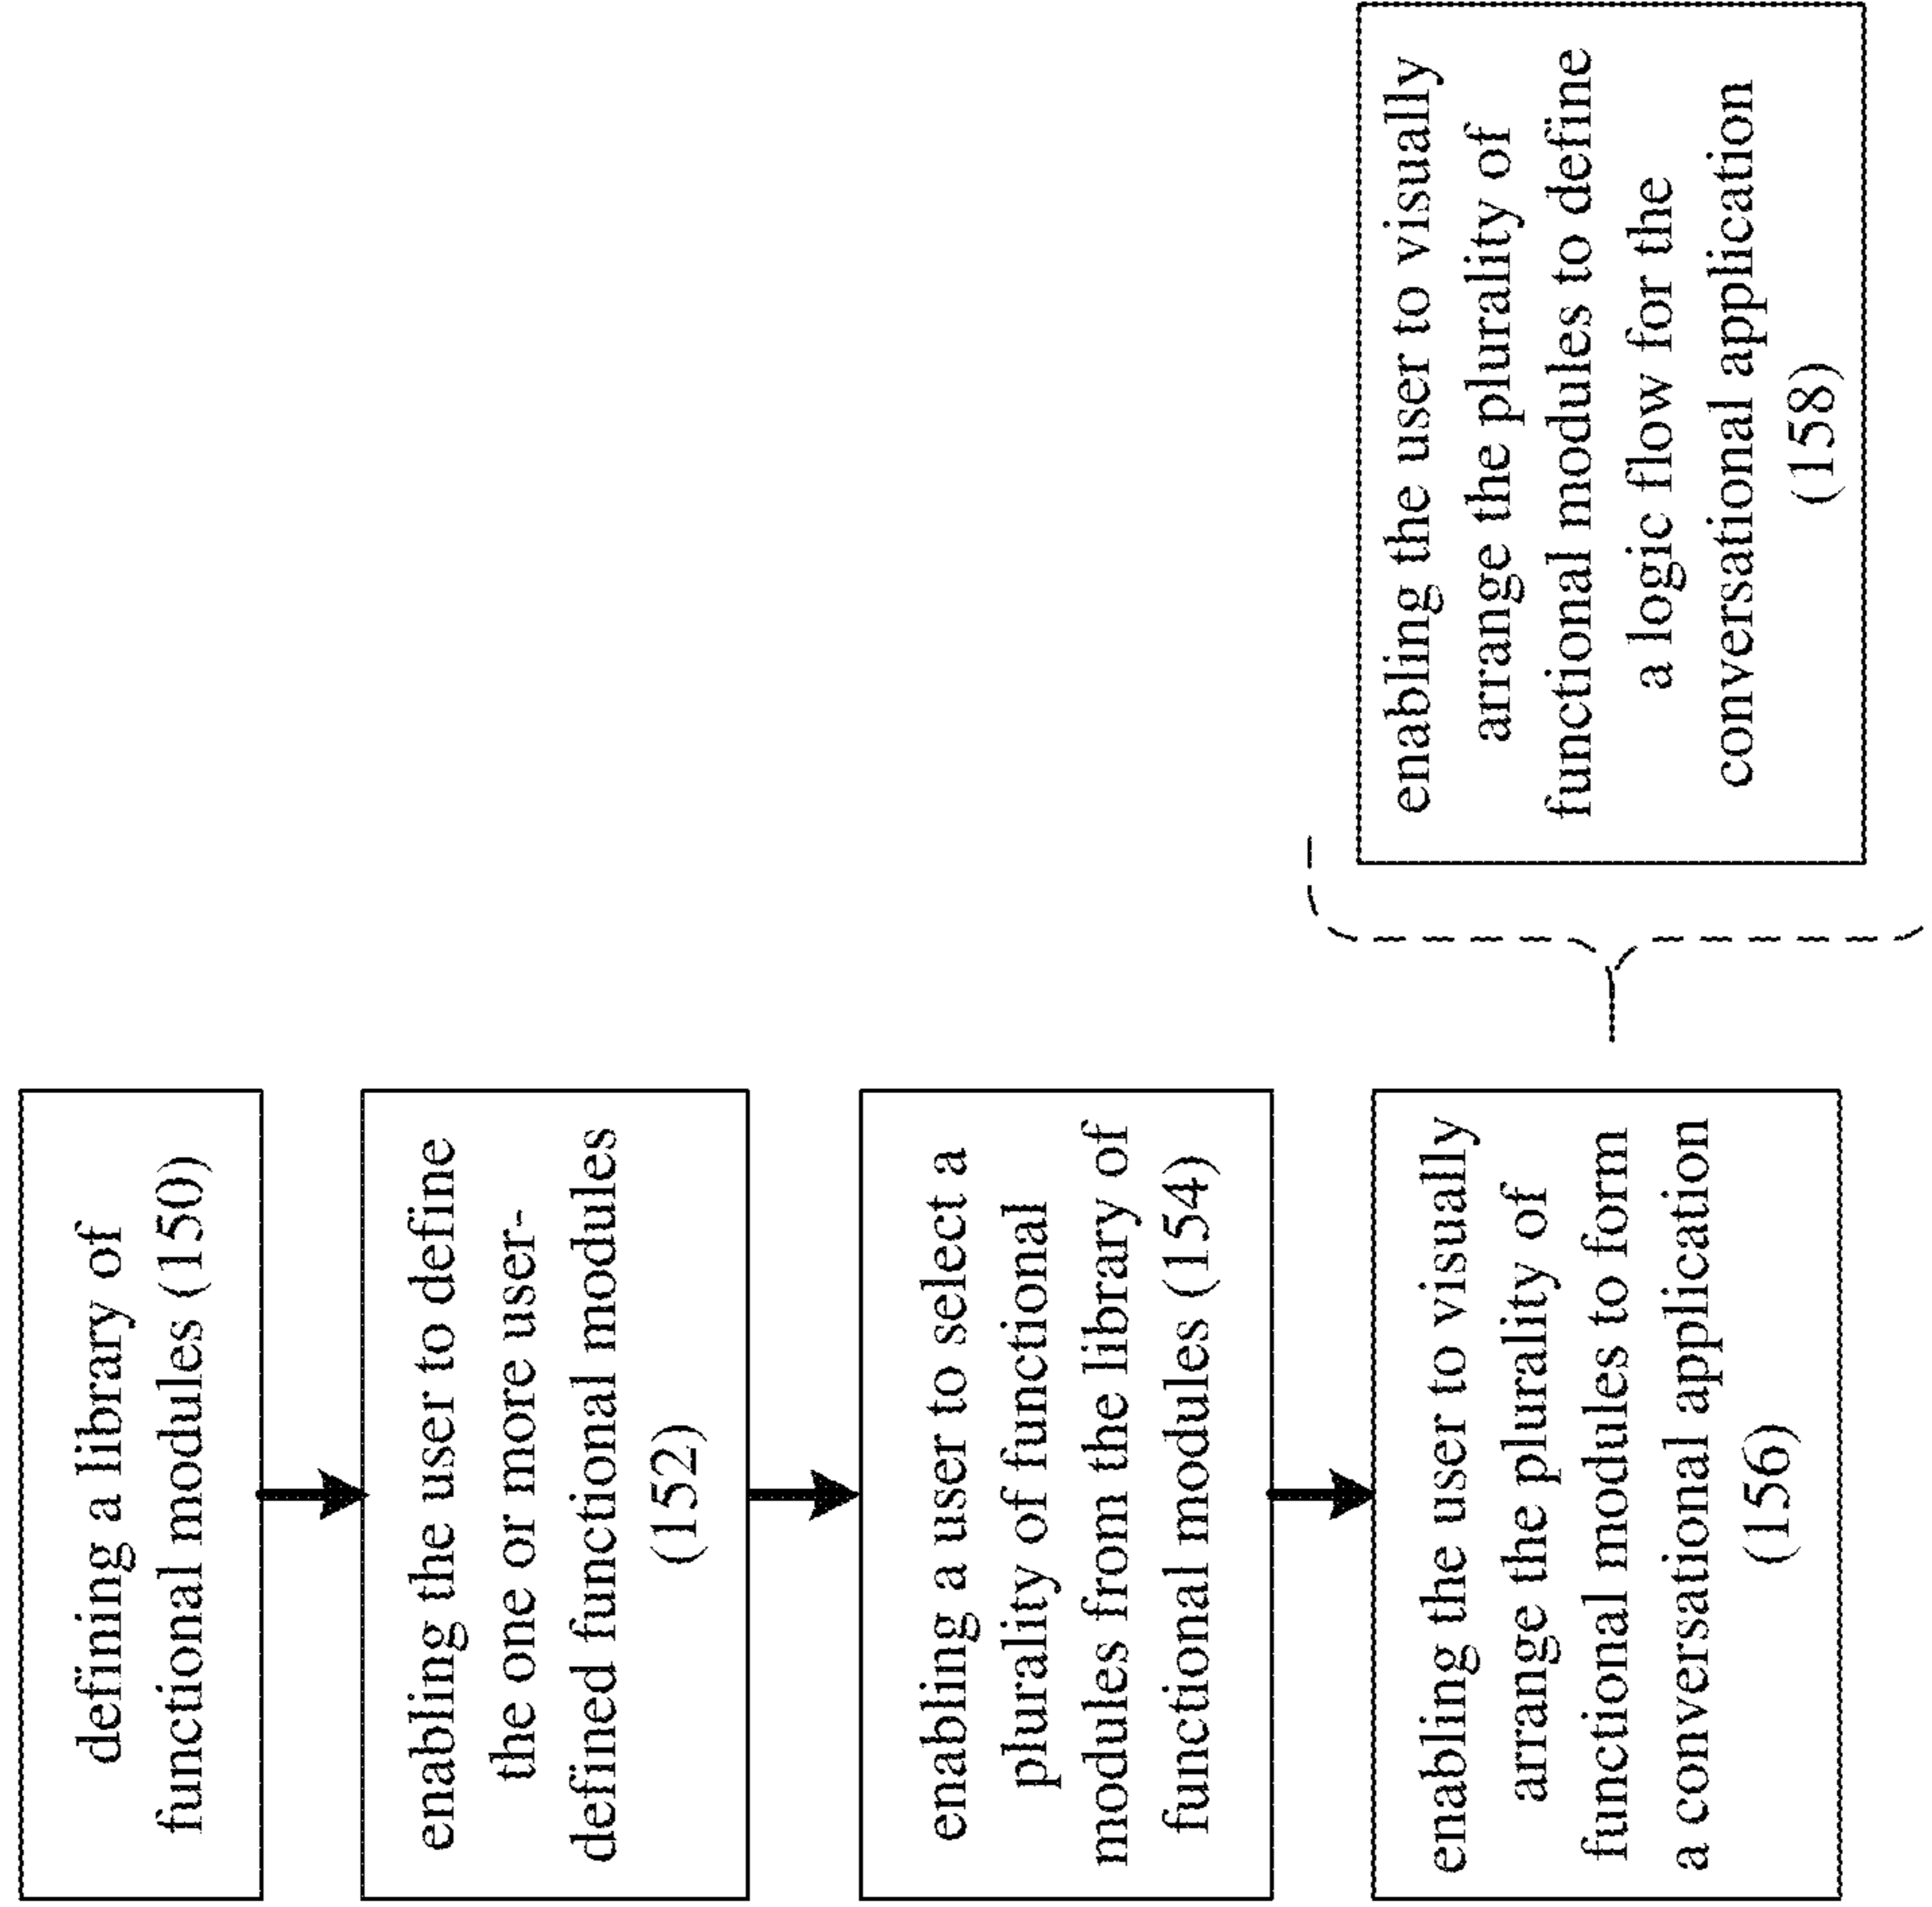 defining a library of
functional modules (150)
enabling the user to define
the one or more user-
defined functional modules
(152)
enabling a user to select a
plurality of functional
modules from the library of
functional modules (154)
enabling the user to visually
arrange the plurality of
functional modules to form
a conversational application
(156)
enabling the user to visually
arrange the plurality of
functional modules to define
a logic flow for the
conversational application
(158)